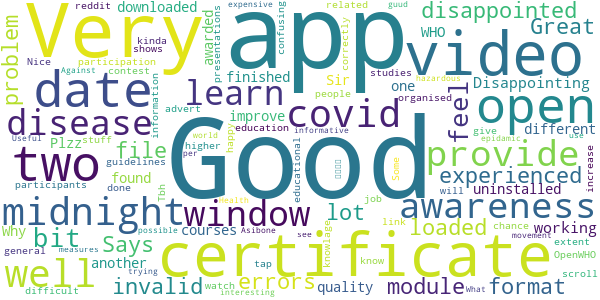 reddit downloaded related expensive guud disappointed
kinda confusing correctly WHO
problem Very awarded app video Great
shows presentations
Nice participation finished Sir studies Disappointing
Against contest people hazardous
date learn improve one open
advert organised
disease information happy covid feel different
Plzz stuff education give epidemic use
Useful file world informative Some provide
two higher Good experienced increase
guidelines per educational
participants found
done Tbh health job will uninstalled
midnight window lot awareness
Why courses possible Asibone knowlage link chance working
general bit see know loaded extent
measures another movement OpenWHO
Says tap certificate
well invalid errors quality module format scroll
difficult trying watch interesting What